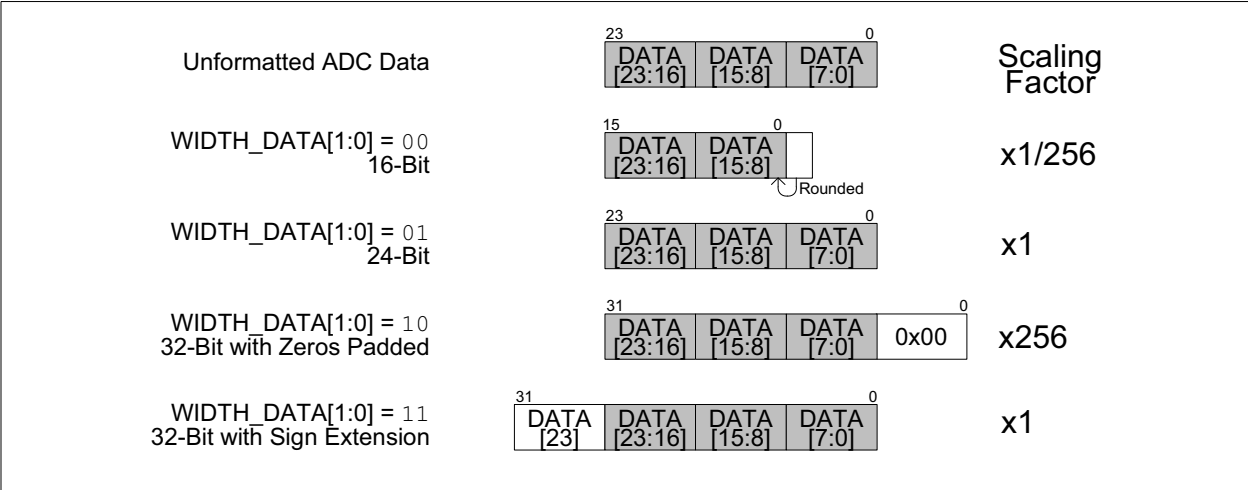 Unformatted ADC Data
23 0
DATA DATA DATA
[23:16] [15:8] [7:0]
Scaling
Factor
WIDTH_DATA[1:0] = 00
16-Bit
15 0
DATA DATA
[23:16] [15:8]
Rounded
x1/256
WIDTH_DATA[1:0] = 01
24-Bit
23 0
DATA DATA DATA
[23:16] [15:8] [7:0]
x1
WIDTH_DATA[1:0] = 10
32-Bit with Zeros Padded
31 0
DATA DATA DATA
[23:16] [15:8] [7:0]
0x00
x256
WIDTH_DATA[1:0] = 11
32-Bit with Sign Extension
31 0
DATA DATA DATA DATA
[23] [23:16] [15:8] [7:0]
x1